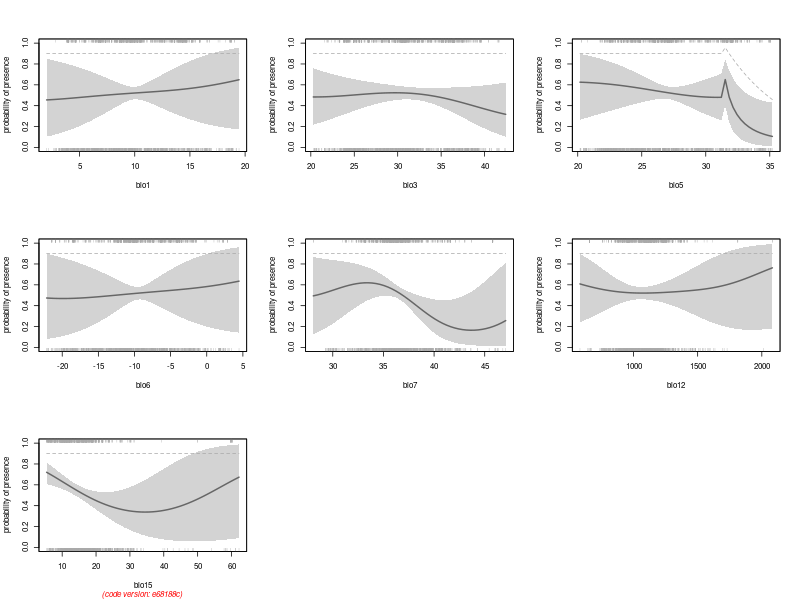 probability of presence
0.0 0.2 0.4 0.6 0.8 1.0
5 10 15 20
bio1
probability of presence
0.0 0.2 0.4 0.6 0.8 1.0
20 25 30 35 40
bio3
probability of presence
0.0 0.2 0.4 0.6 0.8 1.0
20 25 30 35
bio5
probability of presence
0.0 0.2 0.4 0.6 0.8 1.0
-20 -15 -10 -5 0 5
bio6
probability of presence
0.0 0.2 0.4 0.6 0.8 1.0
30 35 40 45
bio7
probability of presence
0.0 0.2 0.4 0.6 0.8 1.0
1000 1500 2000
bio12
probability of presence
0.0 0.2 0.4 0.6 0.8 1.0
10 20 30 40 50 60
bio15
(code version: e68188c)